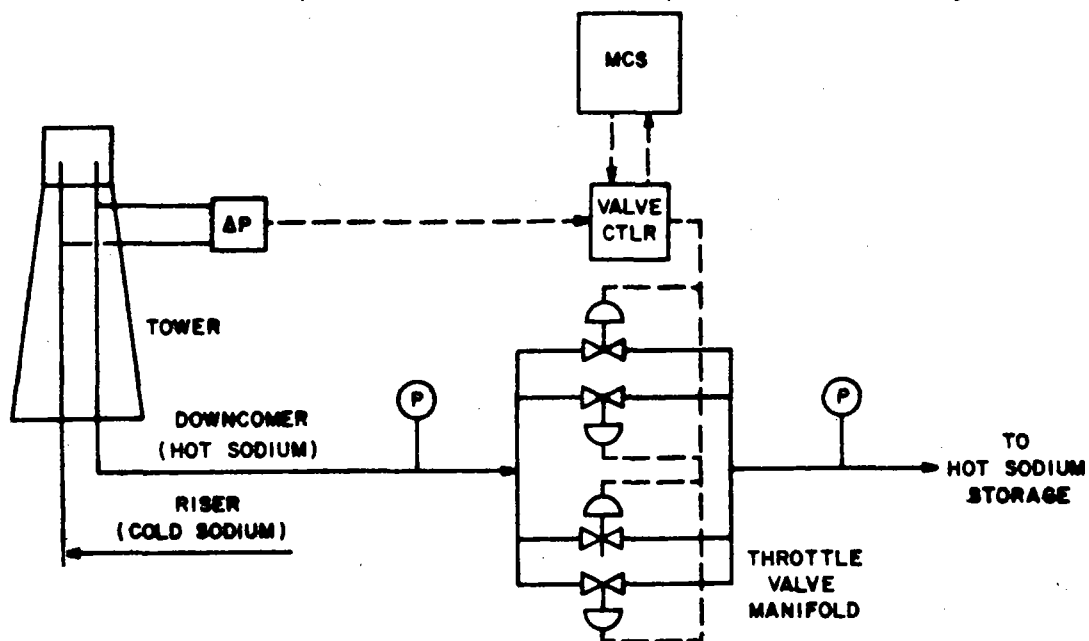 MCS
VALVE
CTLR
ΔP
TOWER
DOWNCOMER
(HOT SODIUM)
P
P
TO
HOT SODIUM
STORAGE
RISER
(COLD SODIUM)
THROTTLE
VALVE
MANIFOLD